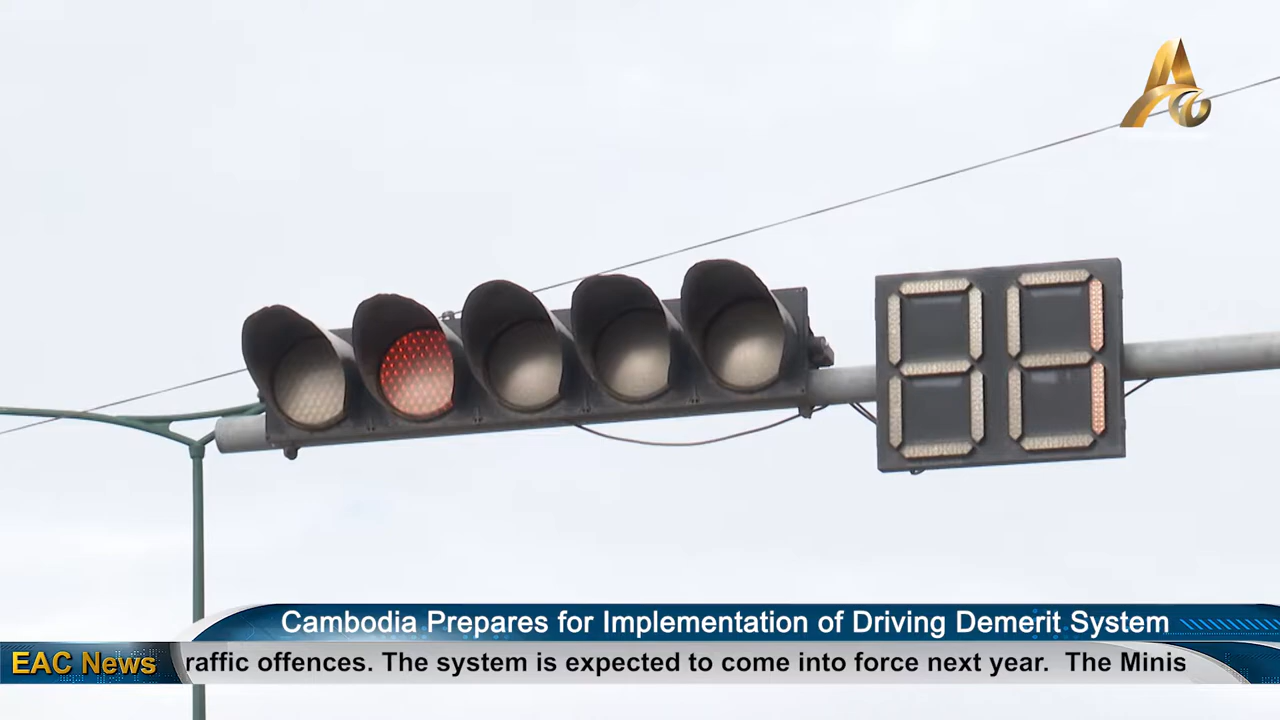 1
Cambodia Prepares for Implementation of Driving Demerit System
EAC News
raffic offences. The system is expected to come into force next year. The Minis